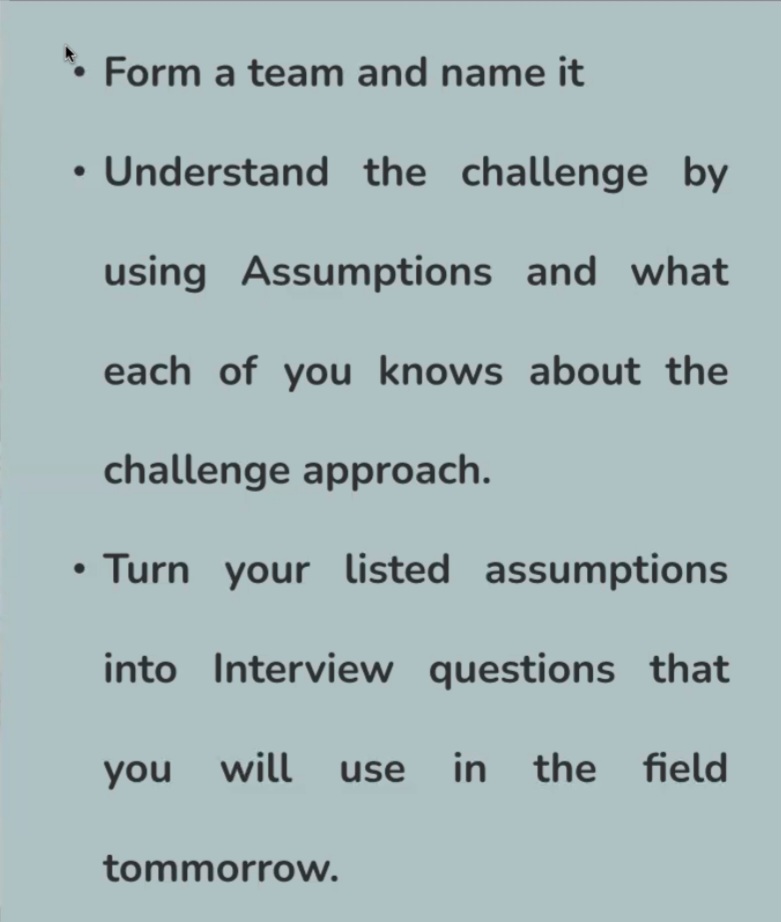 • Form a team and name it
• Understand the challenge by
using Assumptions and what
each of you knows about the
challenge approach.
• Turn your listed assumptions
into Interview questions that
you will use in the field
tommorrow.